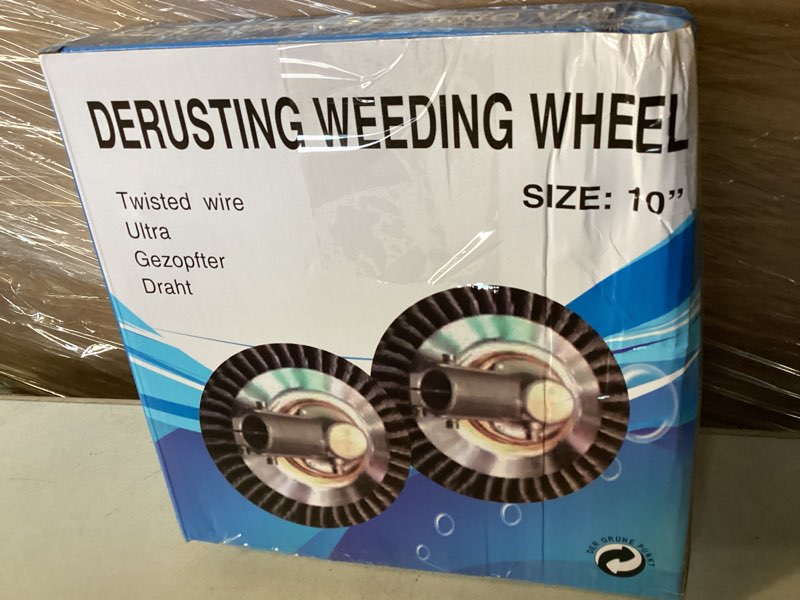 DERUSTING WEEDING WHEEL
SIZE: 10"
Twisted wire
Ultra
Gezopfter
Draht
DER GRÜNE PUNKT